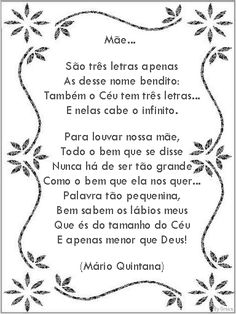 Mãe...
São três letras apenas
As desse nome bendito:
Também o Céu tem três letras...
E nelas cabe o infinito.
Para louvar nossa mãe,
Todo o bem que se disse
Nunca há de ser tão grande
Como o bem que ela nos quer...
Palavra tão pequenina,
Bem sabem os lábios meus
Que és do tamanho do Céu
E apenas menor que Deus!
(Mário Quintana)